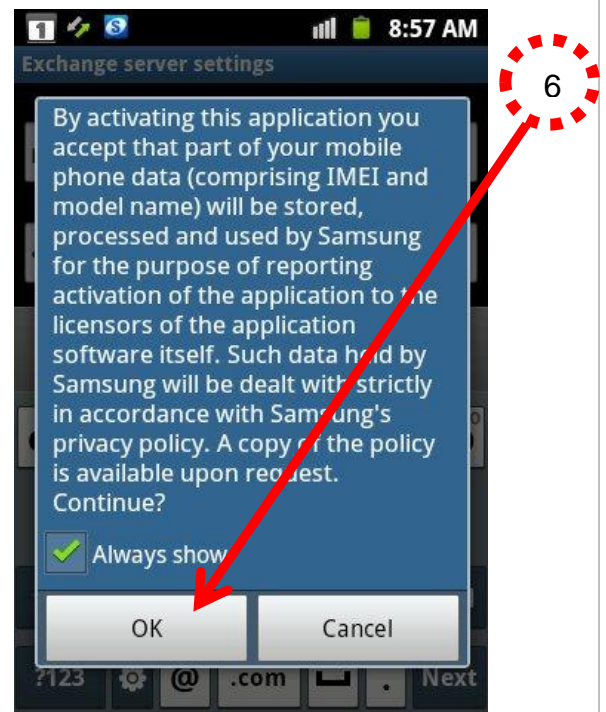 1 S 8:57 AM
Exchange server settings
6
By activating this application you
accept that part of your mobile
phone data (comprising IMEI and
model name) will be stored,
processed and used by Samsung
for the purpose of reporting
activation of the application to the
licensors of the application
software itself. Such data held by
Samsung will be dealt with strictly
in accordance with Samsung's
privacy policy. A copy of the policy
is available upon request.
Continue?
Always show
OK Cancel
?123 @ .com . Next